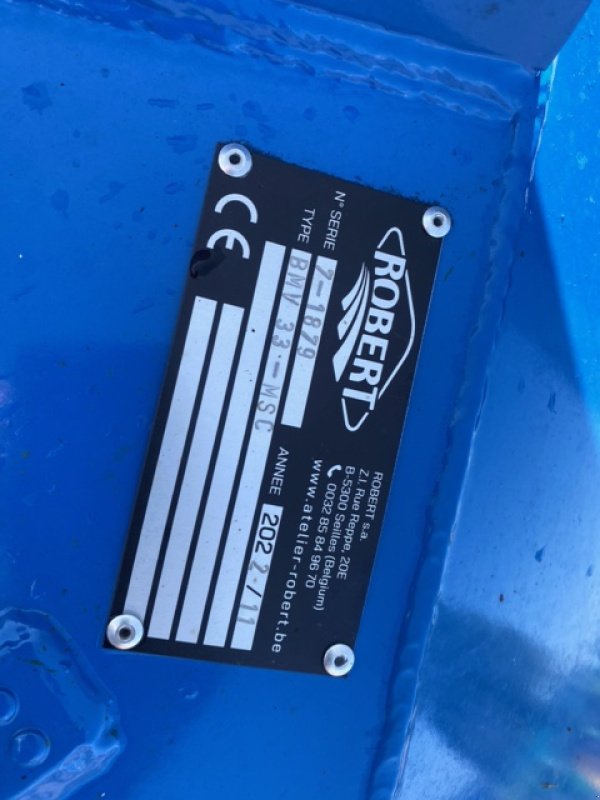 ROBERT
ROBERT s.a
Z.I. Rue Reppe, 20E
B-5300 Seilles (Belgium)
0032 85 84 96 70
www.atelier-robert.be
N° SERIE 7-1829
ANNEE 2022/11
TYPE BMV 33-MSC
CE